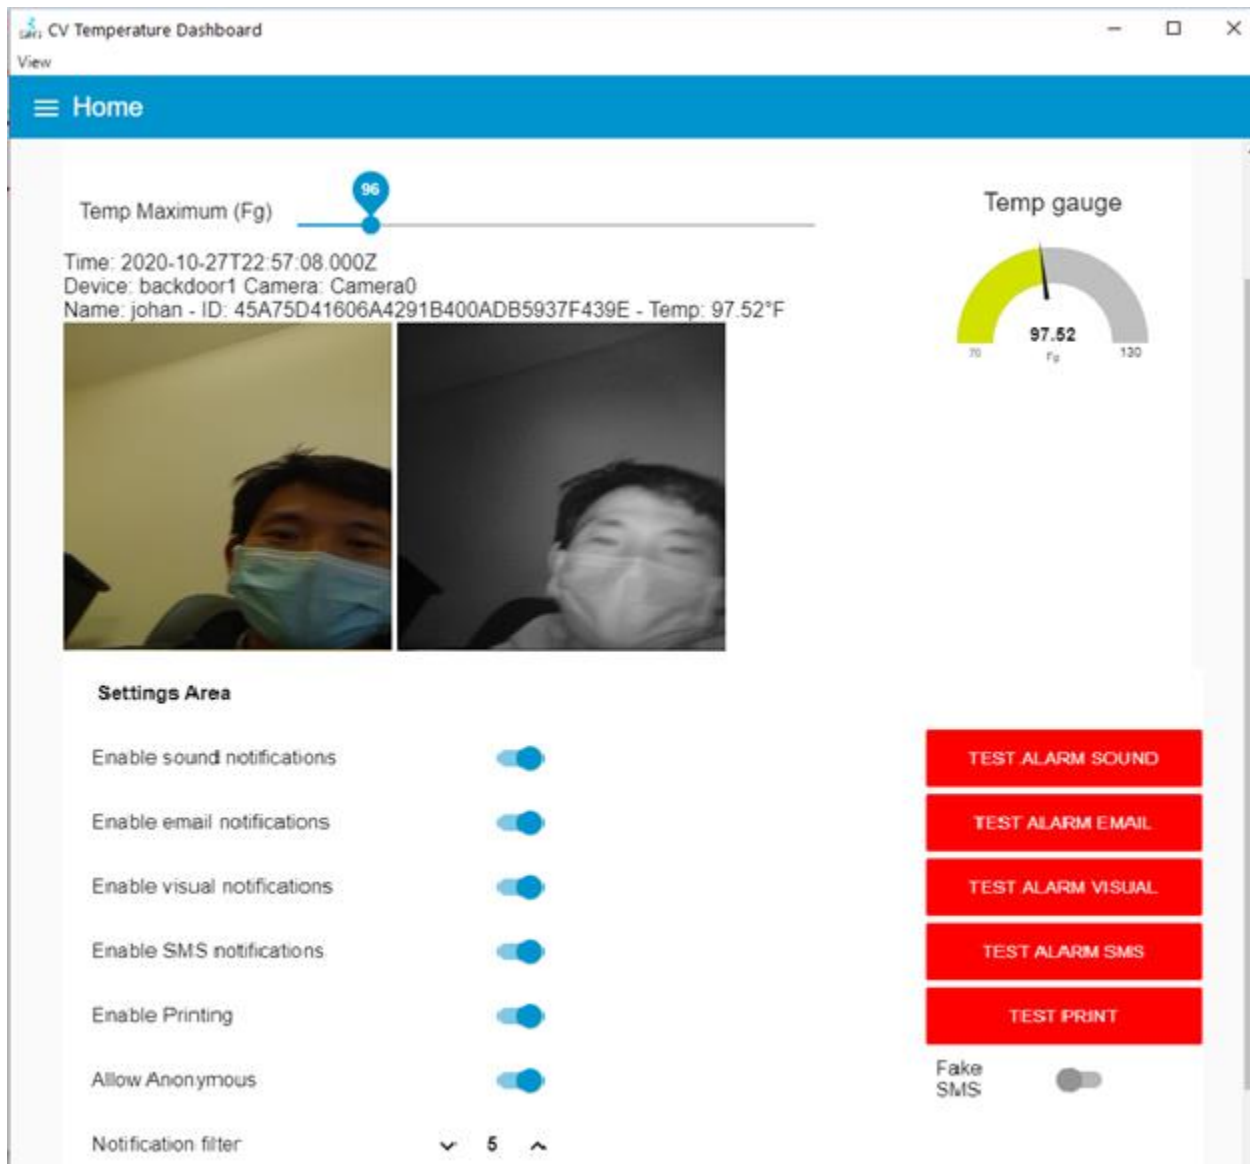 CV Temperature Dashboard
View
Home
Temp Maximum (Fg)
96
Temp gauge
Time: 2020-10-27T22:57:08.000Z
Device: backdoor1 Camera: Camera0
Name: johan - ID: 45A75D41606A4291B400ADB5937F439E - Temp: 97.52°F
97.52
70 Fg 130
Settings Area
Enable sound notifications
TEST ALARM SOUND
Enable email notifications
TEST ALARM EMAIL
Enable visual notifications
TEST ALARM VISUAL
Enable SMS notifications
TEST ALARM SMS
Enable Printing
TEST PRINT
Allow Anonymous
Fake
SMS
Notification filter
5